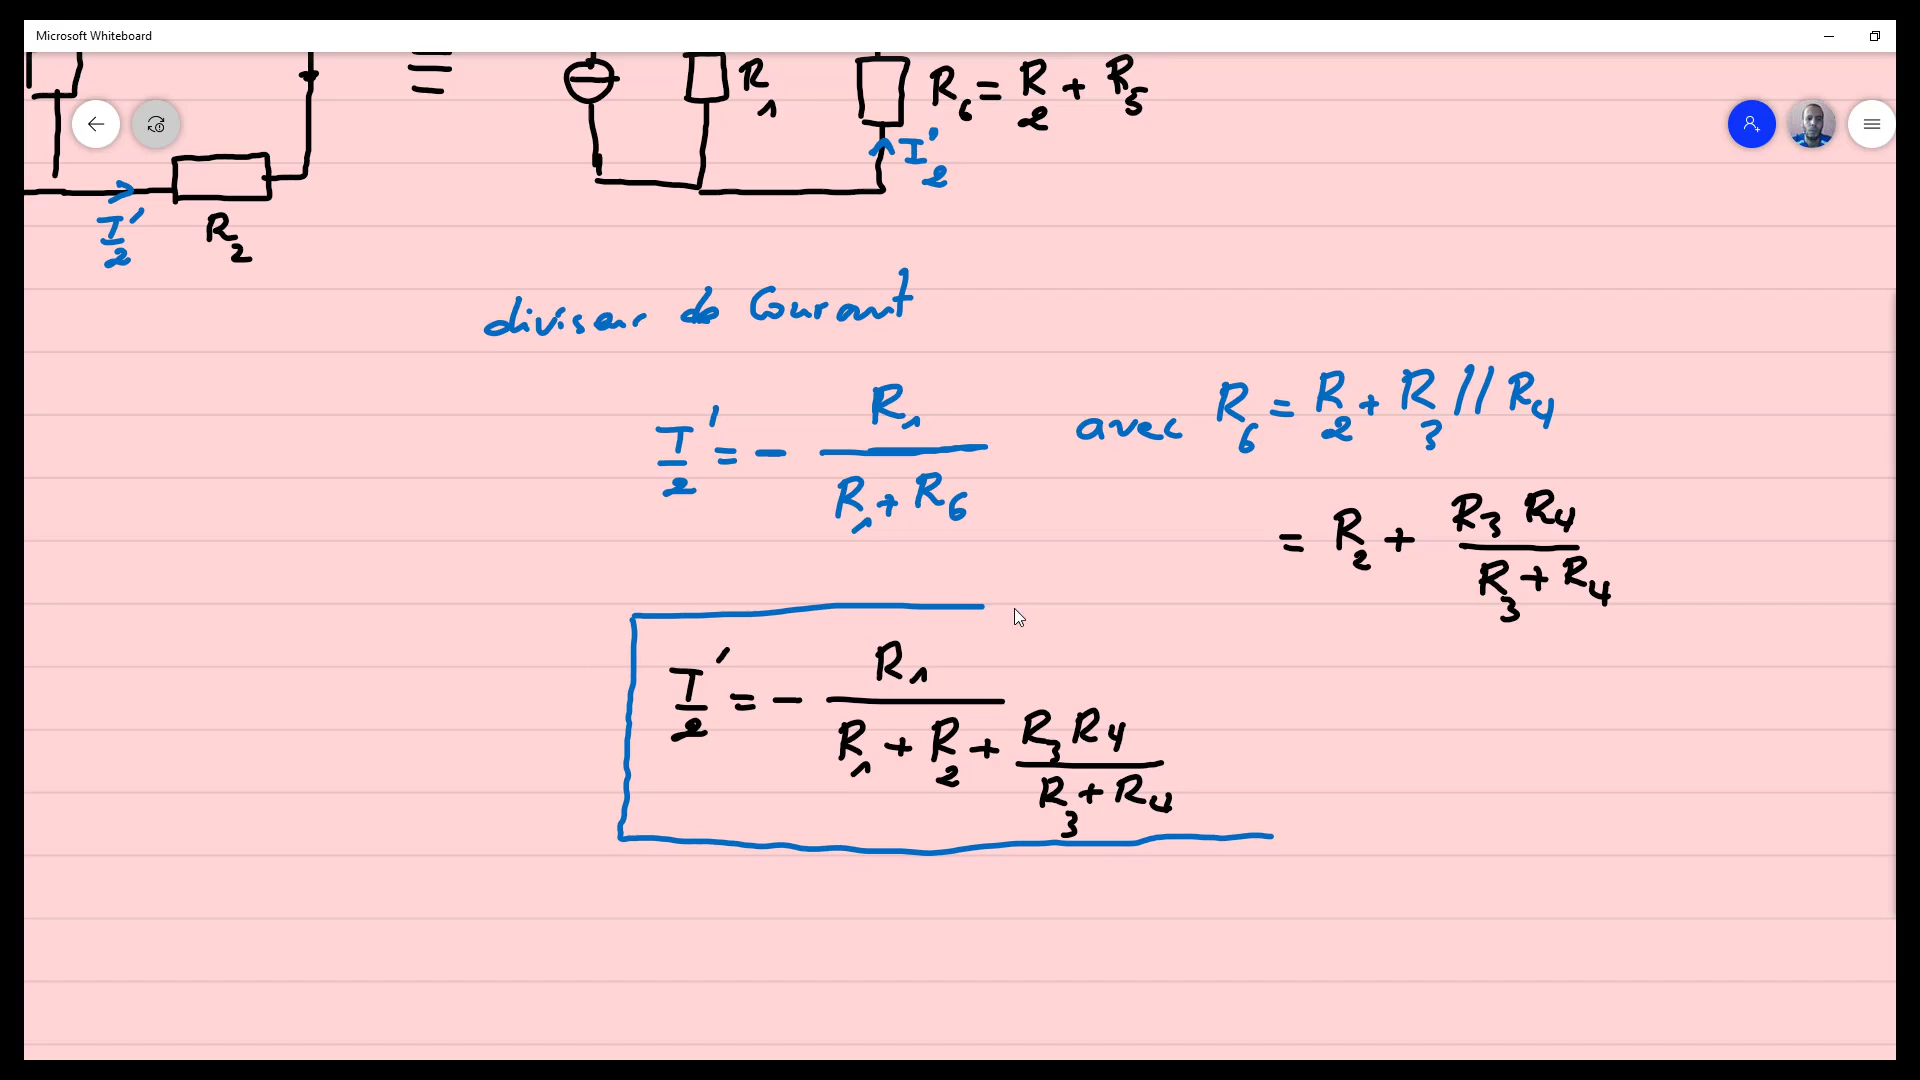 Microsoft Whiteboard
R1
R6 = R2 + R5
I'2
I'2
R2
diviseur de Courant
I'2 = - R1 / (R1 + R6) avec R6 = R2 + R3 // R4
= R2 + R3 R4 / (R3 + R4)
I'2 = - R1 / (R1 + R2 + R3 R4 / (R3 + R4))